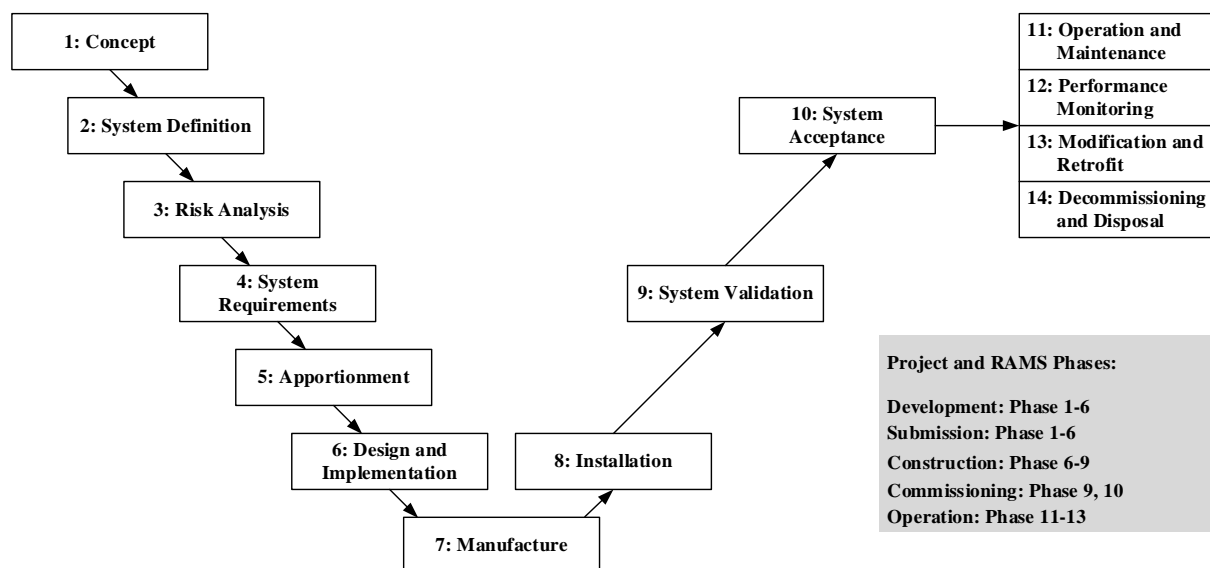 1: Concept
2: System Definition
3: Risk Analysis
4: System
Requirements
5: Apportionment
6: Design and
Implementation
7: Manufacture
8: Installation
9: System Validation
10: System
Acceptance
11: Operation and
Maintenance
12: Performance
Monitoring
13: Modification and
Retrofit
14: Decommissioning
and Disposal
Project and RAMS Phases:
Development: Phase 1-6
Submission: Phase 1-6
Construction: Phase 6-9
Commissioning: Phase 9, 10
Operation: Phase 11-13